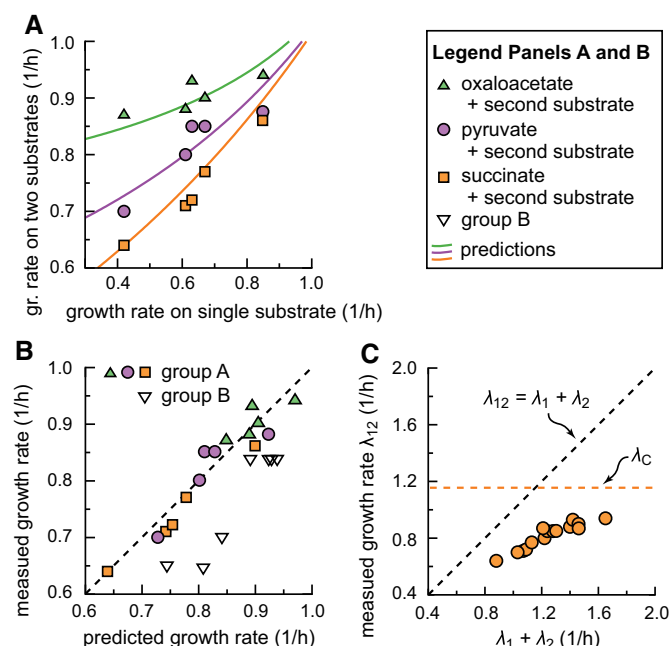 A
gr. rate on two substrates (1/h)
1.0
0.9
0.8
0.7
0.6
0.4
0.6
0.8
1.0
growth rate on single substrate (1/h)
Legend Panels A and B
oxaloacetate
+ second substrate
pyruvate
+ second substrate
succinate
+ second substrate
group B
predictions
B
measued growth rate (1/h)
1.0
0.9
0.8
0.7
0.6
group A
group B
0.6
0.7
0.8
0.9
1.0
predicted growth rate (1/h)
C
measured growth rate λ12 (1/h)
2.0
1.6
1.2
0.8
0.4
λ12 = λ1 + λ2
λC
0.4
0.8
1.2
1.6
2.0
λ1 + λ2 (1/h)